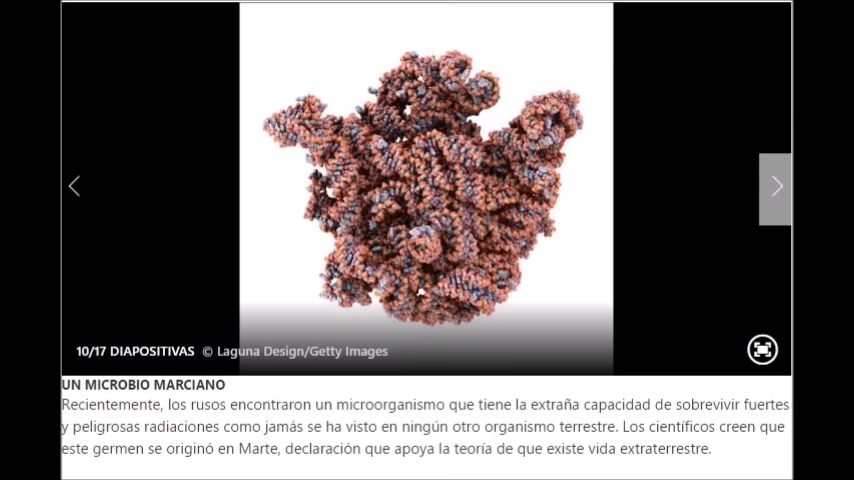 10/17 DIAPOSITIVAS © Laguna Design/Getty Images
UN MICROBIO MARCIANO
Recientemente, los rusos encontraron un microorganismo que tiene la extraña capacidad de sobrevivir fuertes
y peligrosas radiaciones como jamás se ha visto en ningún otro organismo terrestre. Los científicos creen que
este germen se originó en Marte, declaración que apoya la teoría de que existe vida extraterrestre.